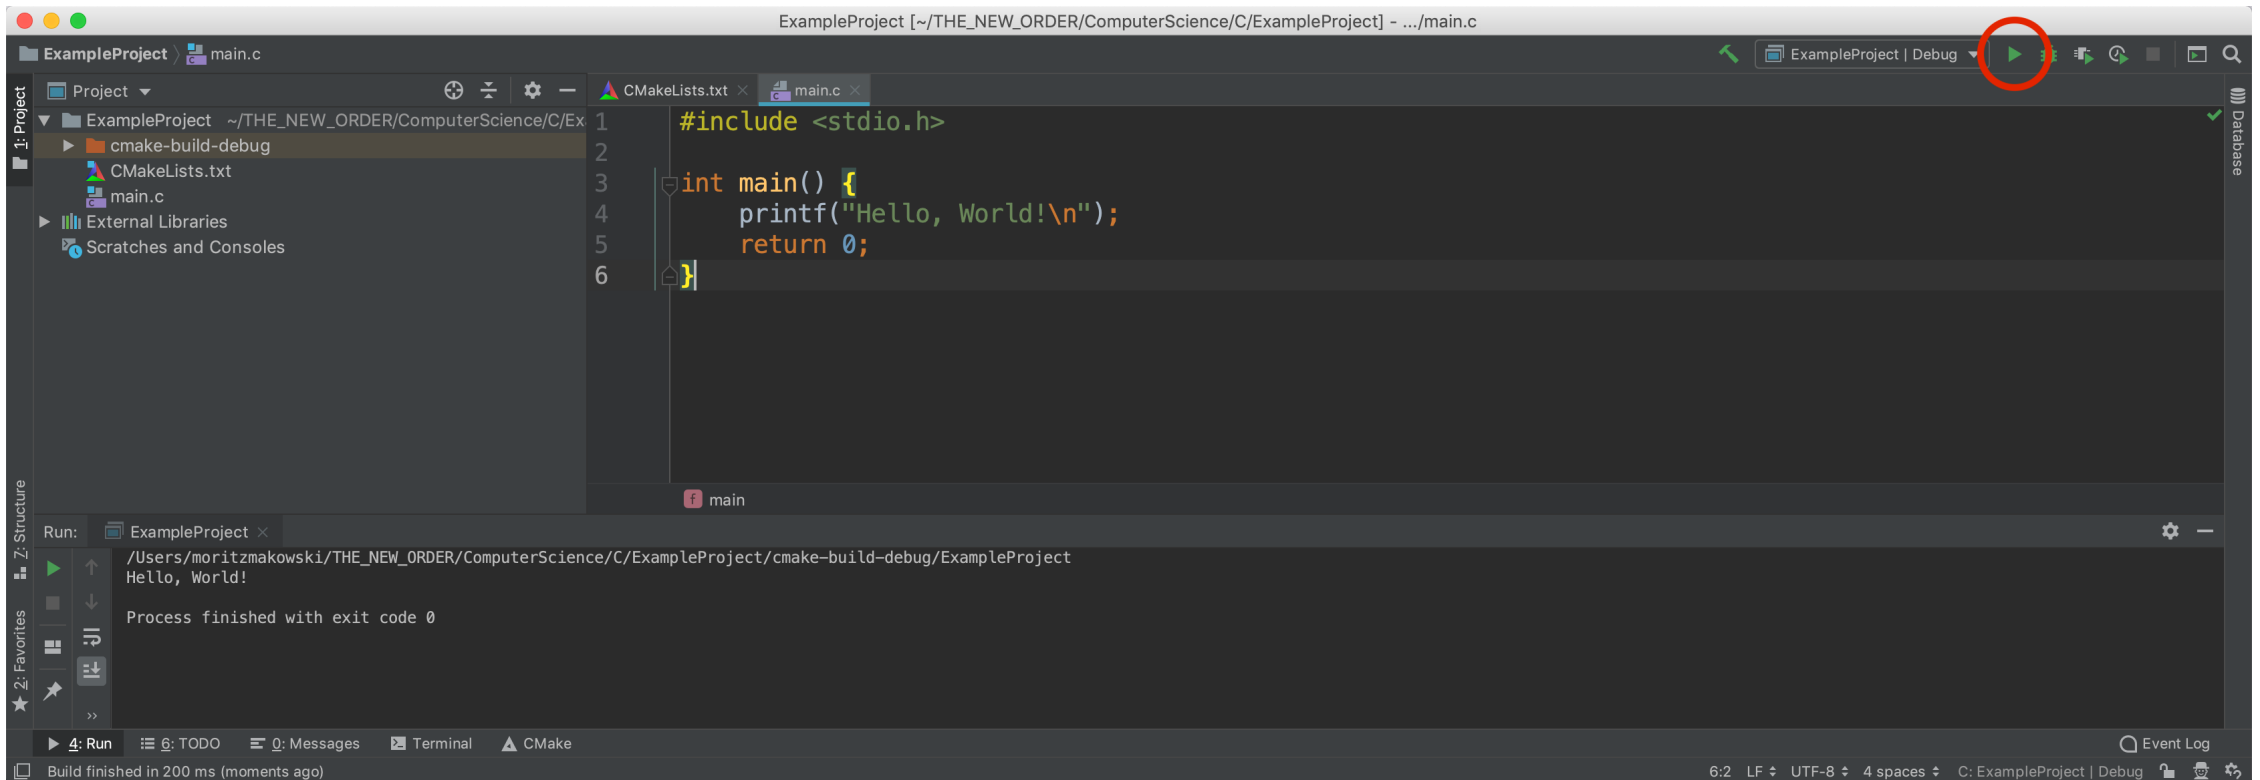 ExampleProject [~/THE_NEW_ORDER/ComputerScience/C/ExampleProject] - .../main.c
ExampleProject main.c
ExampleProject | Debug
1: Project
Project
ExampleProject ~/THE_NEW_ORDER/ComputerScience/C/Ex
cmake-build-debug
CMakeLists.txt
main.c
External Libraries
Scratches and Consoles
CMakeLists.txt
main.c
1 #include <stdio.h>
2
3 int main() {
4 printf("Hello, World!\n");
5 return 0;
6 }
main
Database
Z: Structure
2: Favorites
Run: ExampleProject
/Users/moritzmakowski/THE_NEW_ORDER/ComputerScience/C/ExampleProject/cmake-build-debug/ExampleProject
Hello, World!
Process finished with exit code 0
4: Run 6: TODO 0: Messages Terminal CMake Event Log
Build finished in 200 ms (moments ago) 6:2 LF UTF-8 4 spaces C: ExampleProject | Debug